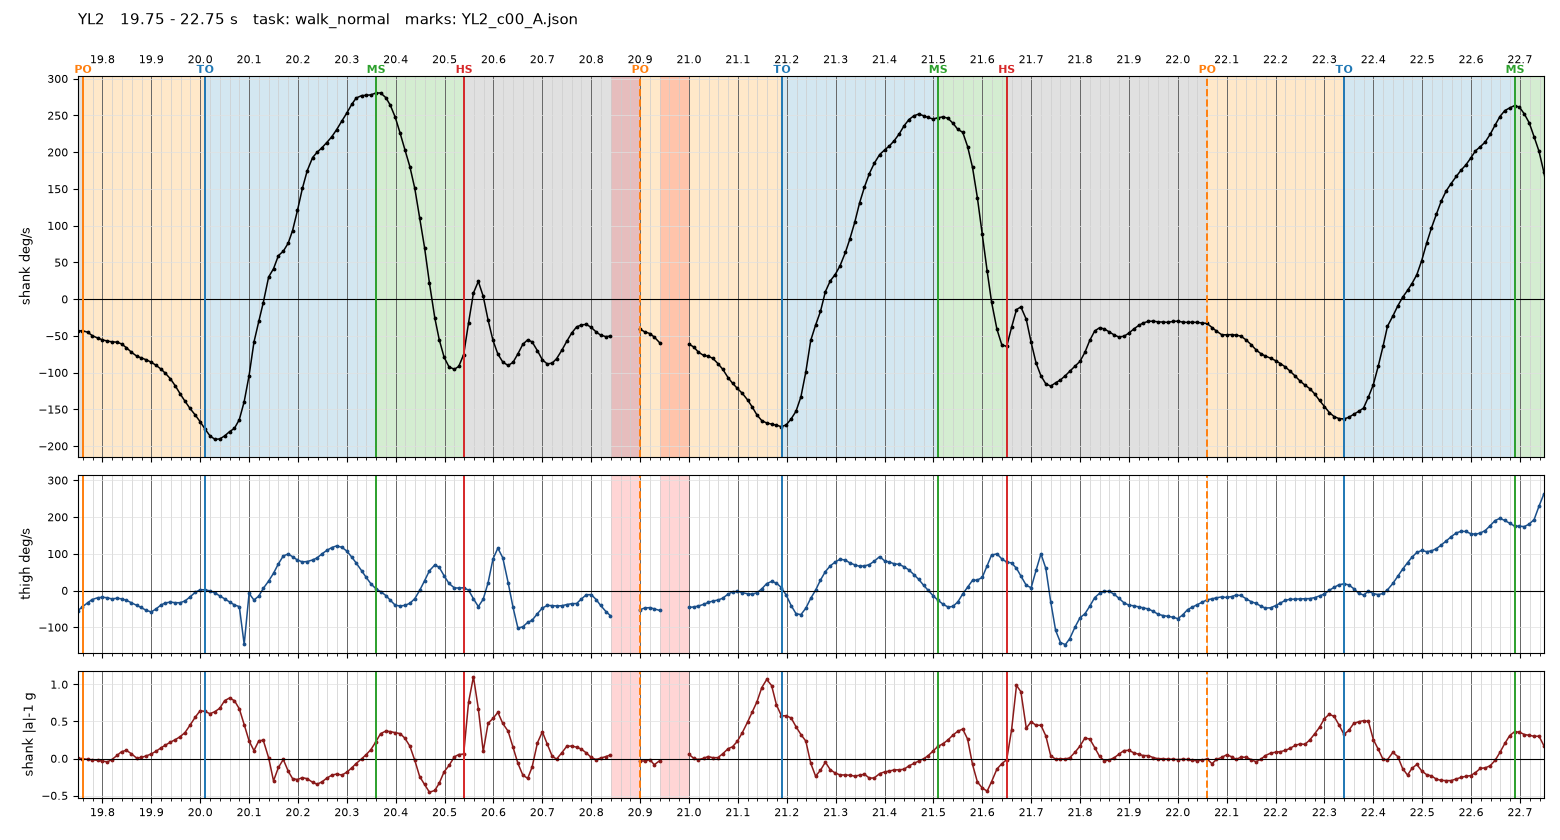 YL2   19.75 - 22.75 s   task: walk_normal   marks: YL2_c00_A.json
19.8 19.9 20.0 20.1 20.2 20.3 20.4 20.5 20.6 20.7 20.8 20.9 21.0 21.1 21.2 21.3 21.4 21.5 21.6 21.7 21.8 21.9 22.0 22.1 22.2 22.3 22.4 22.5 22.6 22.7
PO TO MS HS PO TO MS HS PO TO MS
shank deg/s
300
250
200
150
100
50
0
−50
−100
−150
−200
thigh deg/s
300
200
100
0
−100
shank |a|-1 g
1.0
0.5
0.0
−0.5
19.8 19.9 20.0 20.1 20.2 20.3 20.4 20.5 20.6 20.7 20.8 20.9 21.0 21.1 21.2 21.3 21.4 21.5 21.6 21.7 21.8 21.9 22.0 22.1 22.2 22.3 22.4 22.5 22.6 22.7